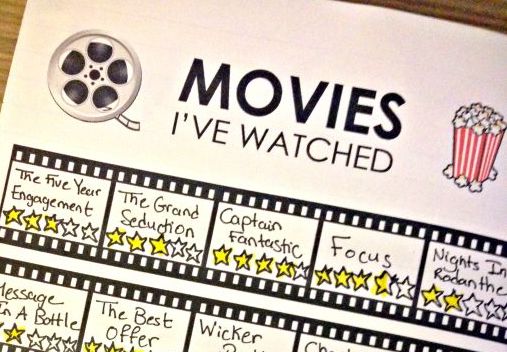 MOVIES
I'VE WATCHED
The Five Year
Engagement
The Grand
Seduction
Captain
Fantastic
Focus
Nights In
Rodanthe
Message
In A Bottle
The Best
Offer
Wicker